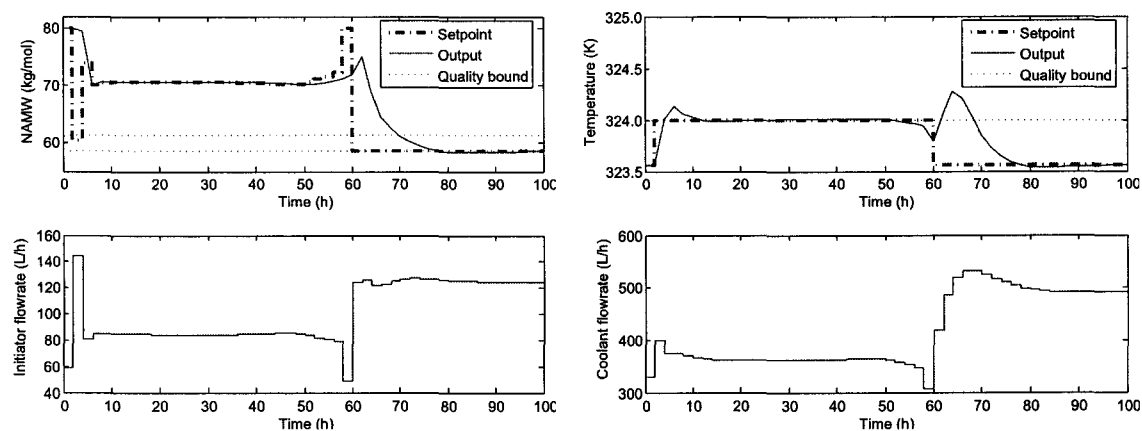 NAMW (kg/mol)
80
70
60
Setpoint
Output
Quality bound
0 10 20 30 40 50 60 70 80 90 100
Time (h)
Temperature (K)
325.0
324.5
324.0
323.5
Setpoint
Output
Quality bound
0 10 20 30 40 50 60 70 80 90 100
Time (h)
Initiator flowrate (L/h)
160
140
120
100
80
60
40
0 10 20 30 40 50 60 70 80 90 100
Time (h)
Coolant flowrate (L/h)
600
500
400
300
0 10 20 30 40 50 60 70 80 90 100
Time (h)